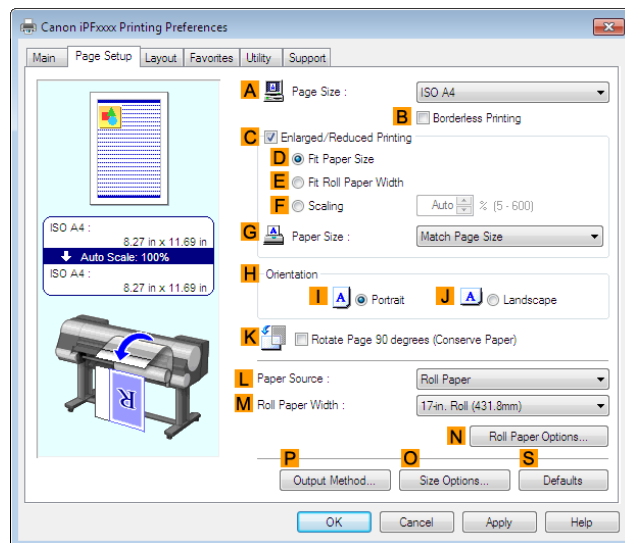 Canon iPFxxxx Printing Preferences
Main Page Setup Layout Favorites Utility Support
A Page Size : ISO A4
B Borderless Printing
C Enlarged/Reduced Printing
D Fit Paper Size
E Fit Roll Paper Width
F Scaling Auto % (5 - 600)
ISO A4 :
8.27 in x 11.69 in
Auto Scale: 100%
ISO A4 :
8.27 in x 11.69 in
G Paper Size : Match Page Size
H Orientation
I A Portrait J A Landscape
K Rotate Page 90 degrees (Conserve Paper)
R
L Paper Source : Roll Paper
M Roll Paper Width : 17-in. Roll (431.8mm)
N Roll Paper Options...
P O S
Output Method... Size Options... Defaults
OK Cancel Apply Help